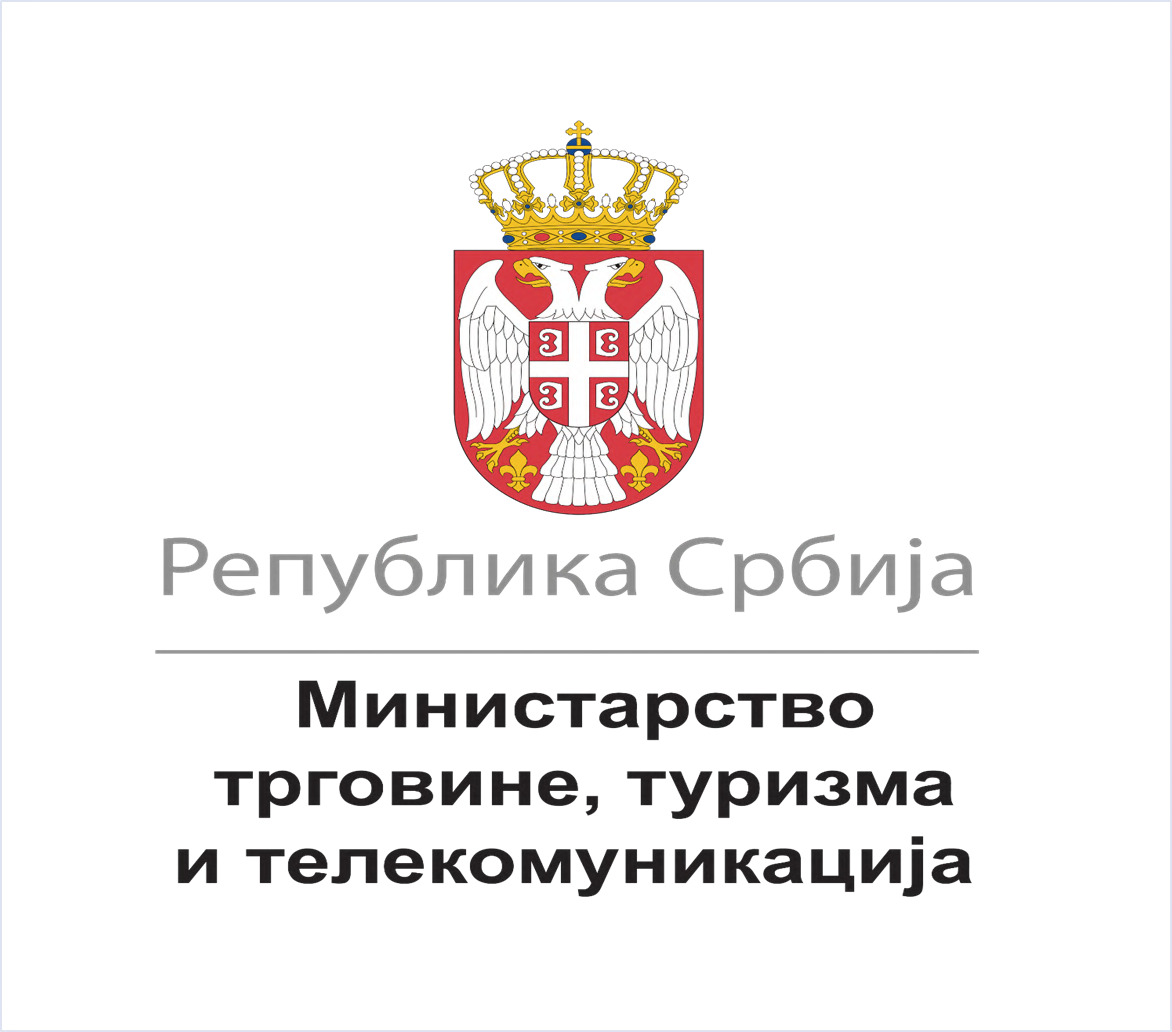 Република Србија
Министарство
трговине, туризма
и телекомуникација